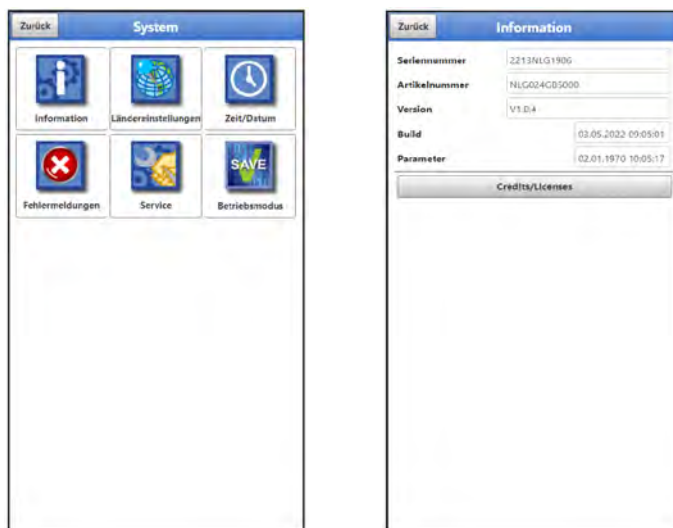 Zurück
System
Information
Ländereinstellungen
Zeit/Datum
Fehlermeldungen
Service
SAVE
Betriebsmodus
Zurück
Information
Seriennummer 2213NLG1906
Artikelnummer NLG024GBS000
Version V1.0.4
Build 03.05.2022 09:05:01
Parameter 02.01.1970 10:05:17
Credits/Licenses